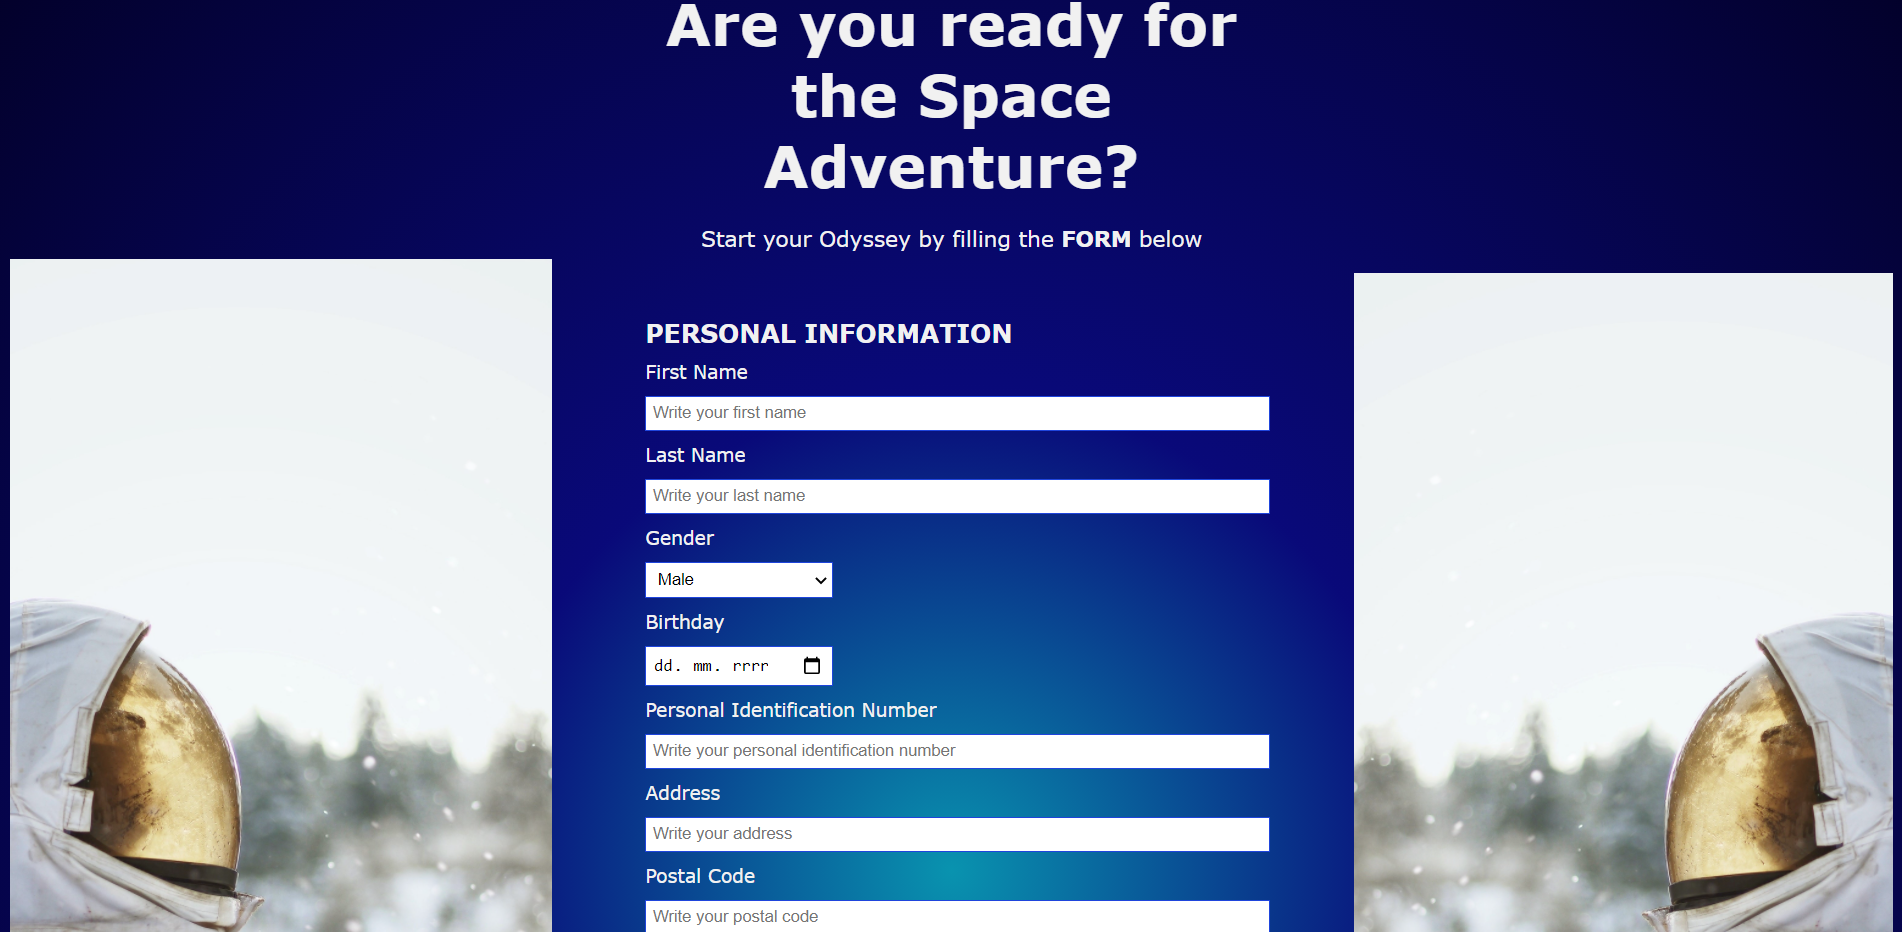 Are you ready for
the Space
Adventure?
Start your Odyssey by filling the FORM below
PERSONAL INFORMATION
First Name
Write your first name
Last Name
Write your last name
Gender
Male
Birthday
dd. mm. rrrr
Personal Identification Number
Write your personal identification number
Address
Write your address
Postal Code
Write your postal code